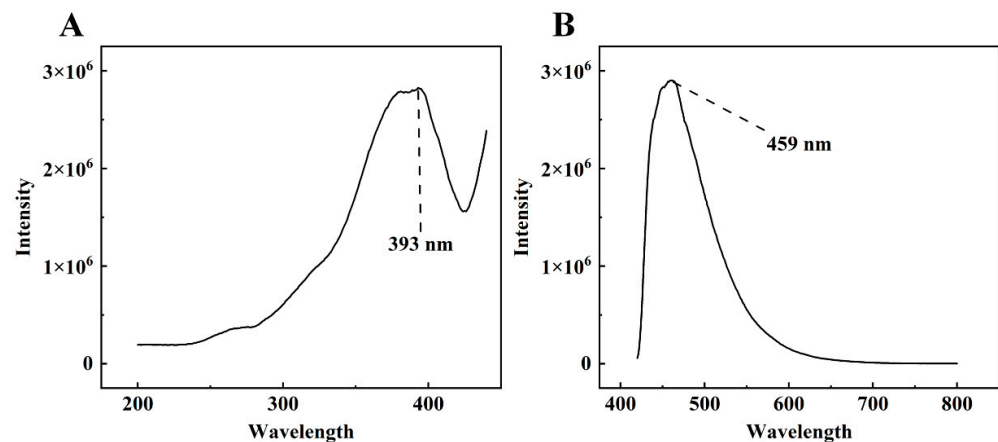 A
Intensity
3×10⁶
2×10⁶
1×10⁶
0
393 nm
200
300
400
Wavelength
B
Intensity
3×10⁶
2×10⁶
1×10⁶
0
459 nm
400
500
600
700
800
Wavelength